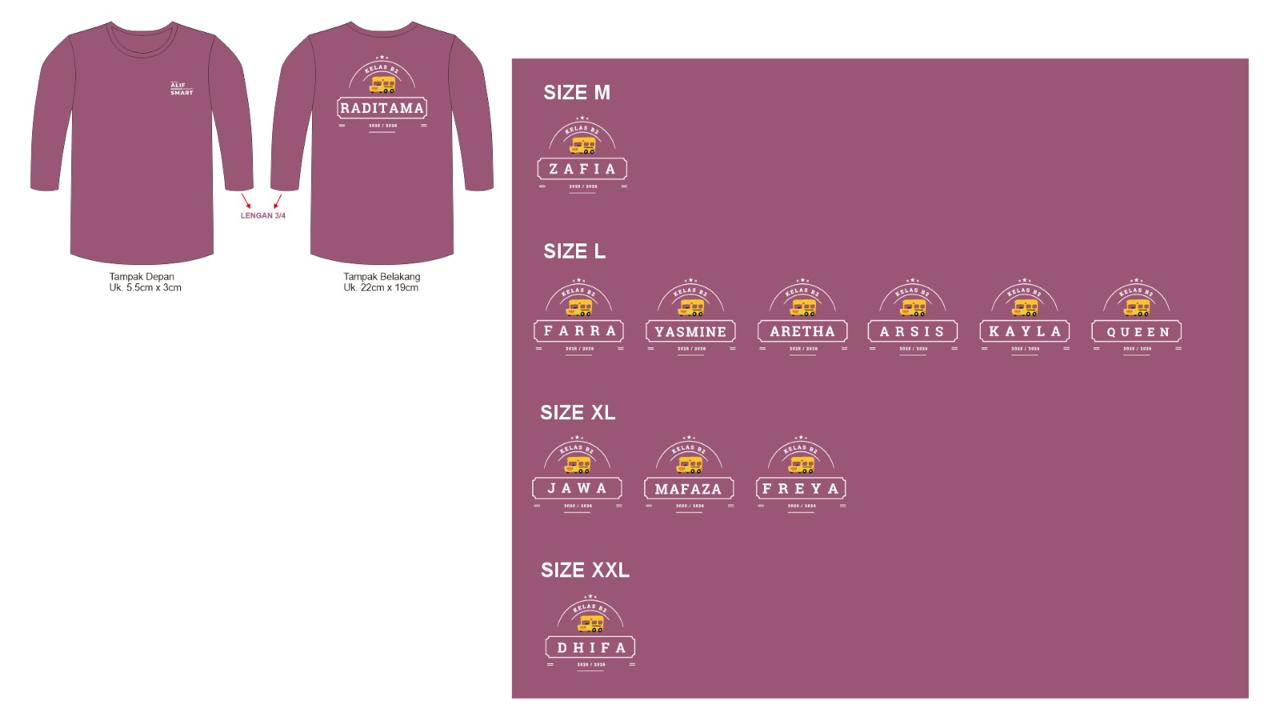 ALIF
SMART
KELAS B2
RADITAMA
2025 / 2026
LENGAN 3/4
Tampak Depan
Uk. 5.5cm x 3cm
Tampak Belakang
Uk. 22cm x 19cm
SIZE M
KELAS B2
ZAFIA
2025 / 2026
SIZE L
KELAS B2
FARRA
2025 / 2026
KELAS B2
YASMINE
2025 / 2026
KELAS B2
ARETHA
2025 / 2026
KELAS B2
ARSIS
2025 / 2026
KELAS B2
KAYLA
2025 / 2026
KELAS B2
QUEEN
2025 / 2026
SIZE XL
KELAS B2
JAWA
2025 / 2026
KELAS B2
MAFAZA
2025 / 2026
KELAS B2
FREYA
2025 / 2026
SIZE XXL
KELAS B2
DHIFA
2025 / 2026